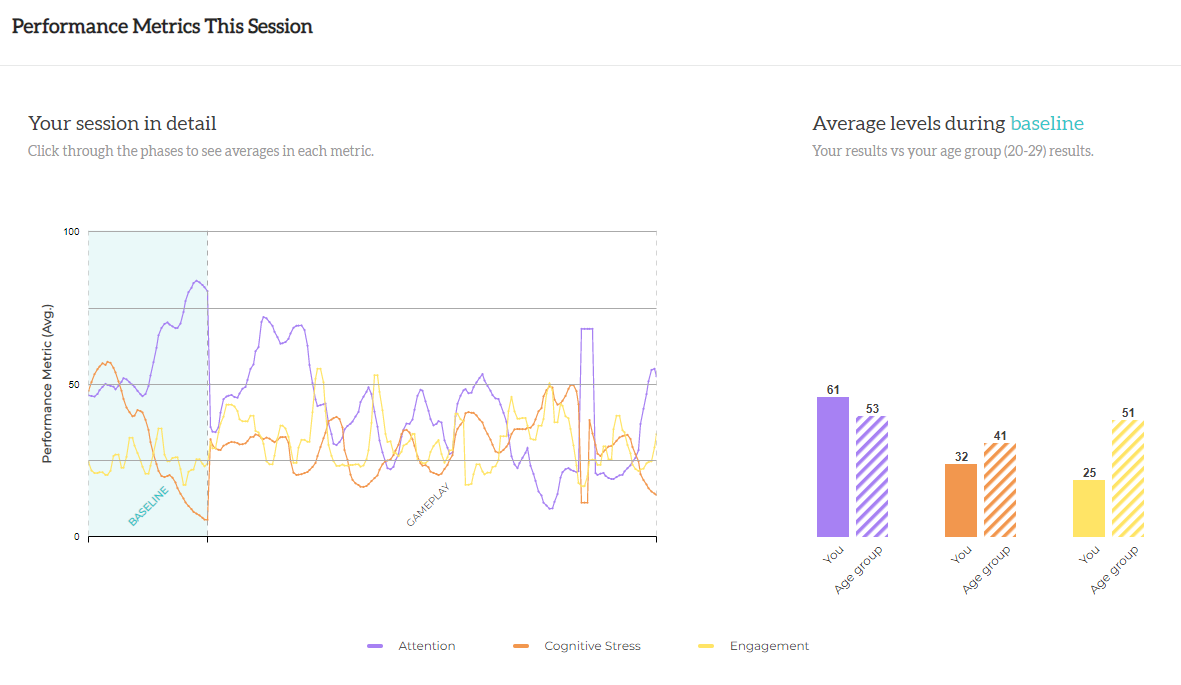 Performance Metrics This Session
Your session in detail
Click through the phases to see averages in each metric.
Average levels during baseline
Your results vs your age group (20-29) results.
Performance Metric (Avg.)
100
50
0
BASELINE
GAMEPLAY
61
53
32
41
25
51
You
Age group
You
Age group
You
Age group
Attention
Cognitive Stress
Engagement